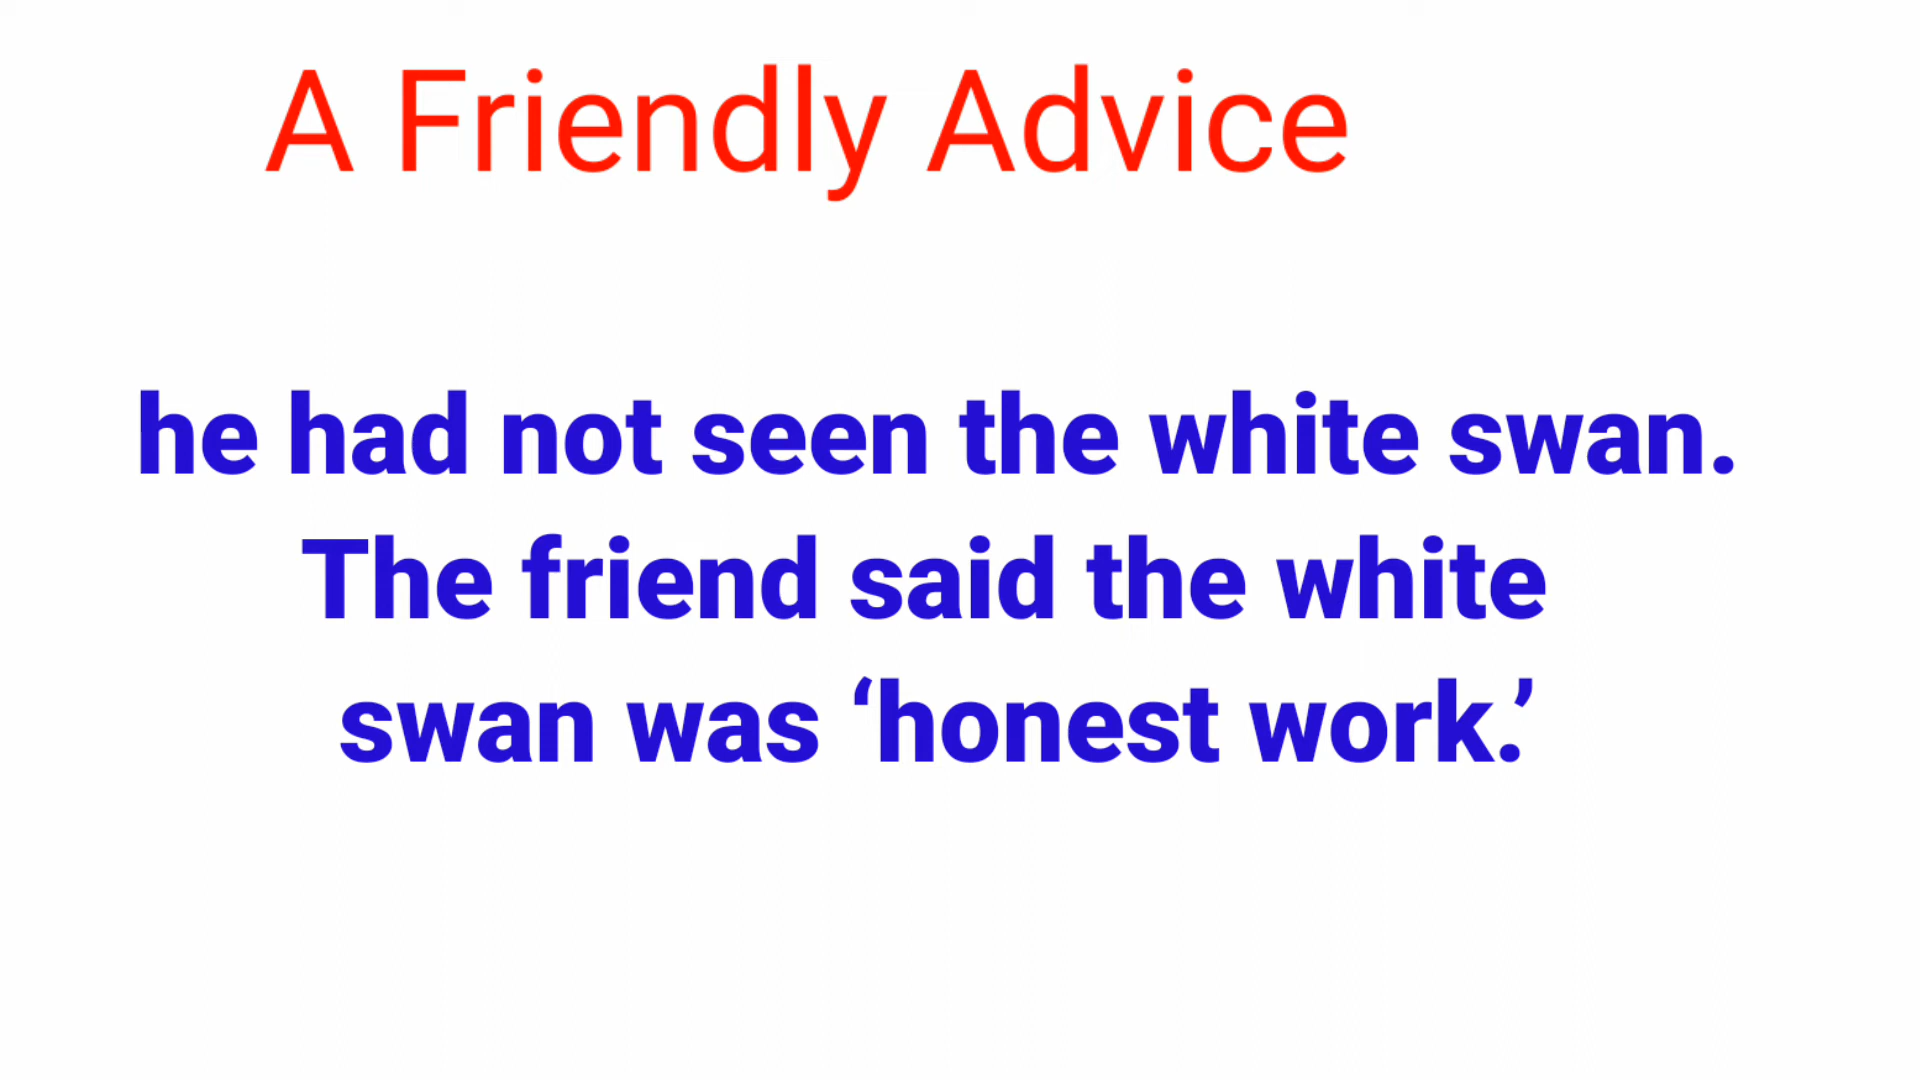 A Friendly Advice
he had not seen the white swan.
The friend said the white
swan was ‘honest work.’